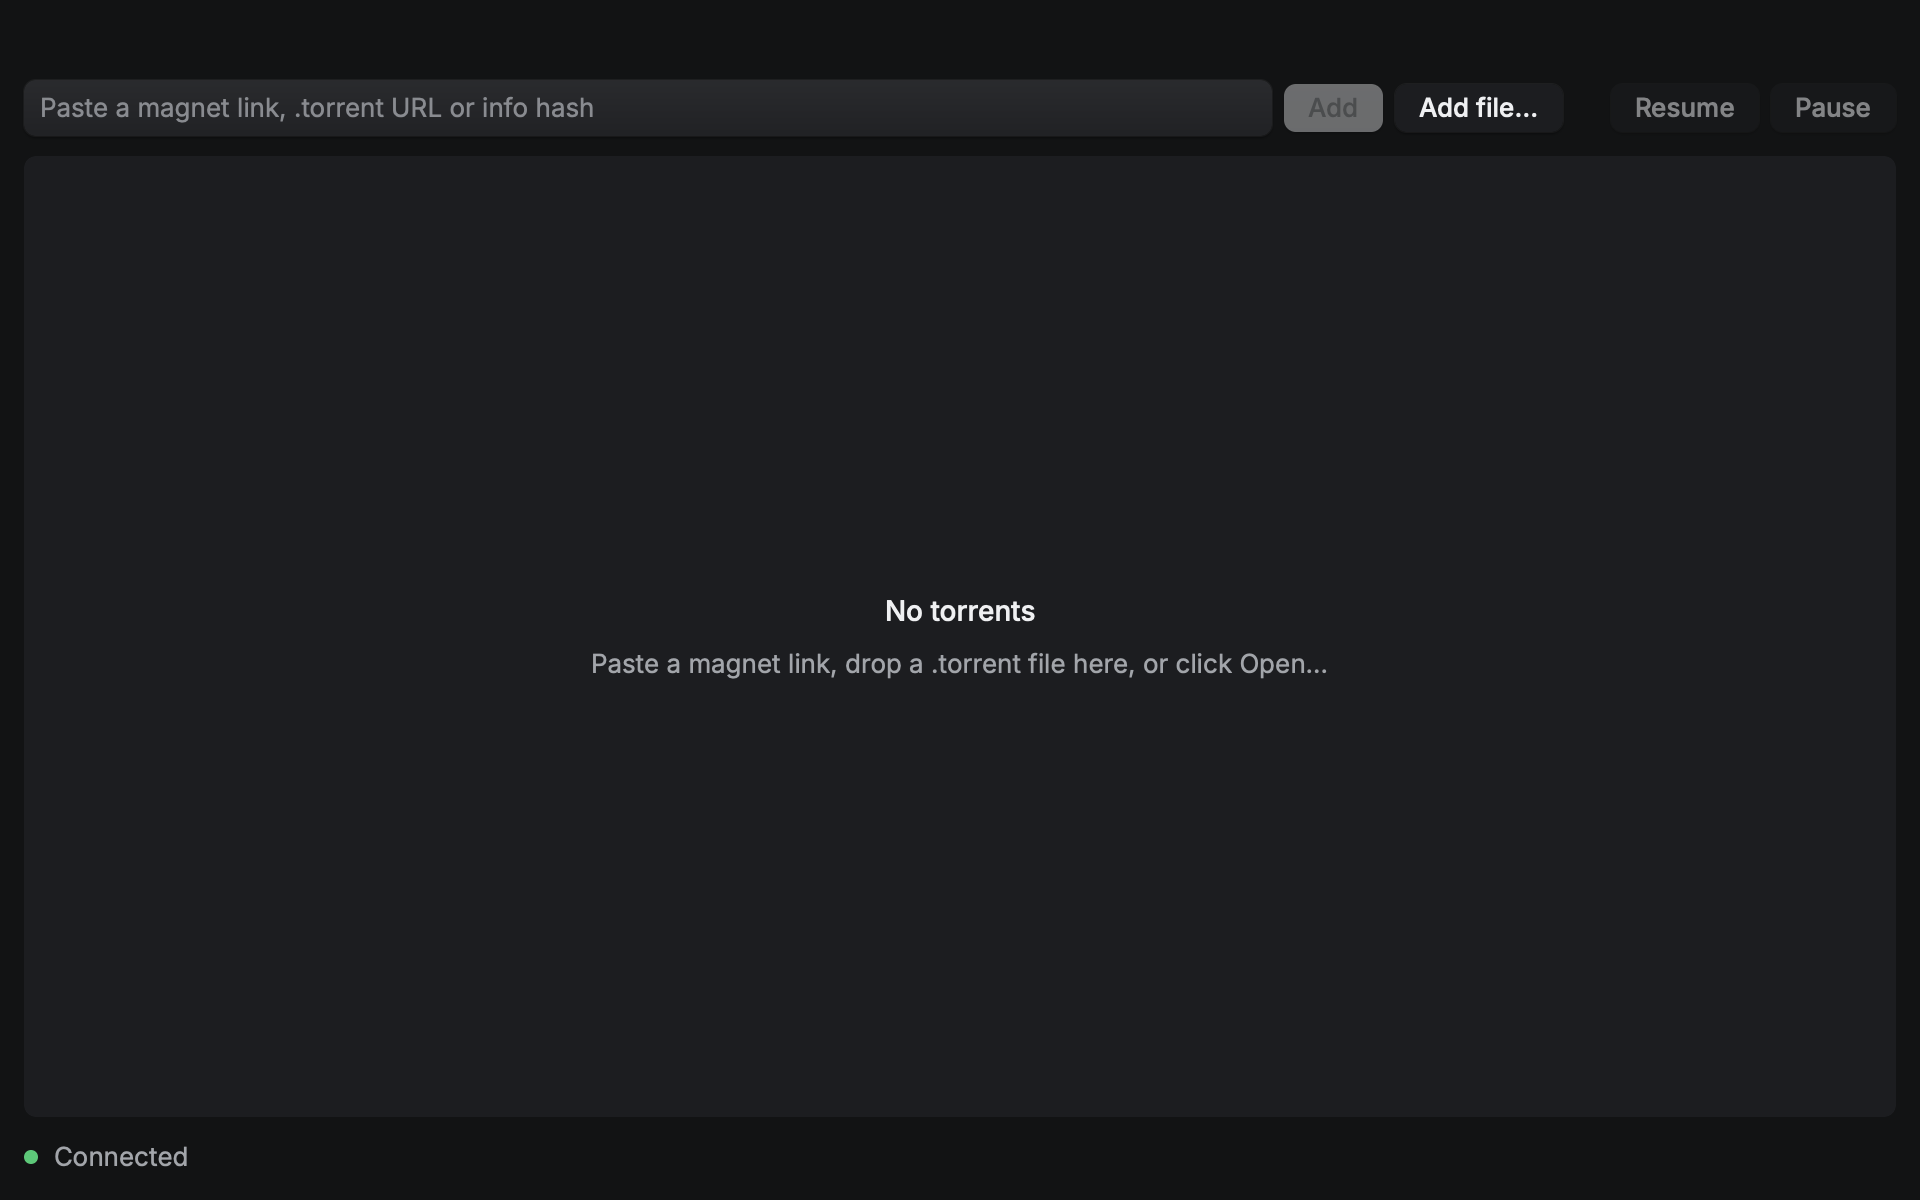 Paste a magnet link, .torrent URL or info hash
Add
Add file...
Resume
Pause
No torrents
Paste a magnet link, drop a .torrent file here, or click Open...
Connected